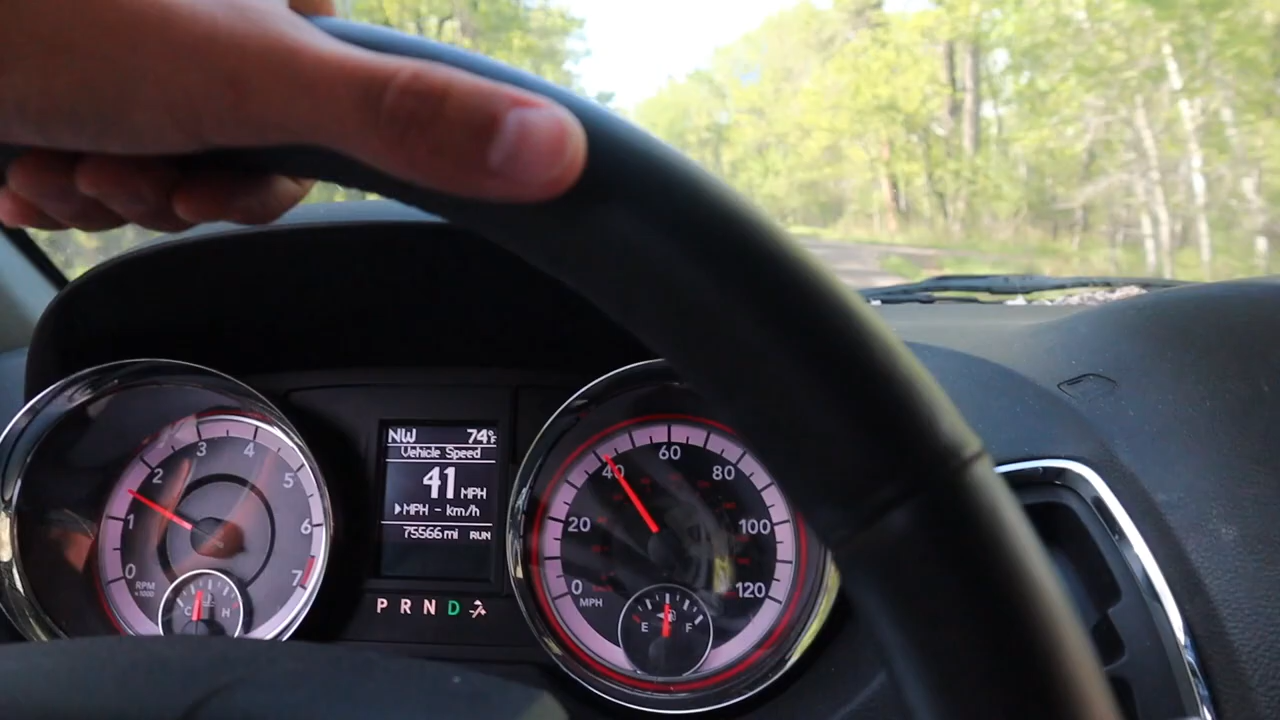 0
1
2
3
4
5
6
7
RPM
x1000
C H
NW 74°F
Vehicle Speed
41 MPH
MPH - km/h
75566 mi RUN
P R N D
0
20
40
60
80
100
120
MPH
E F